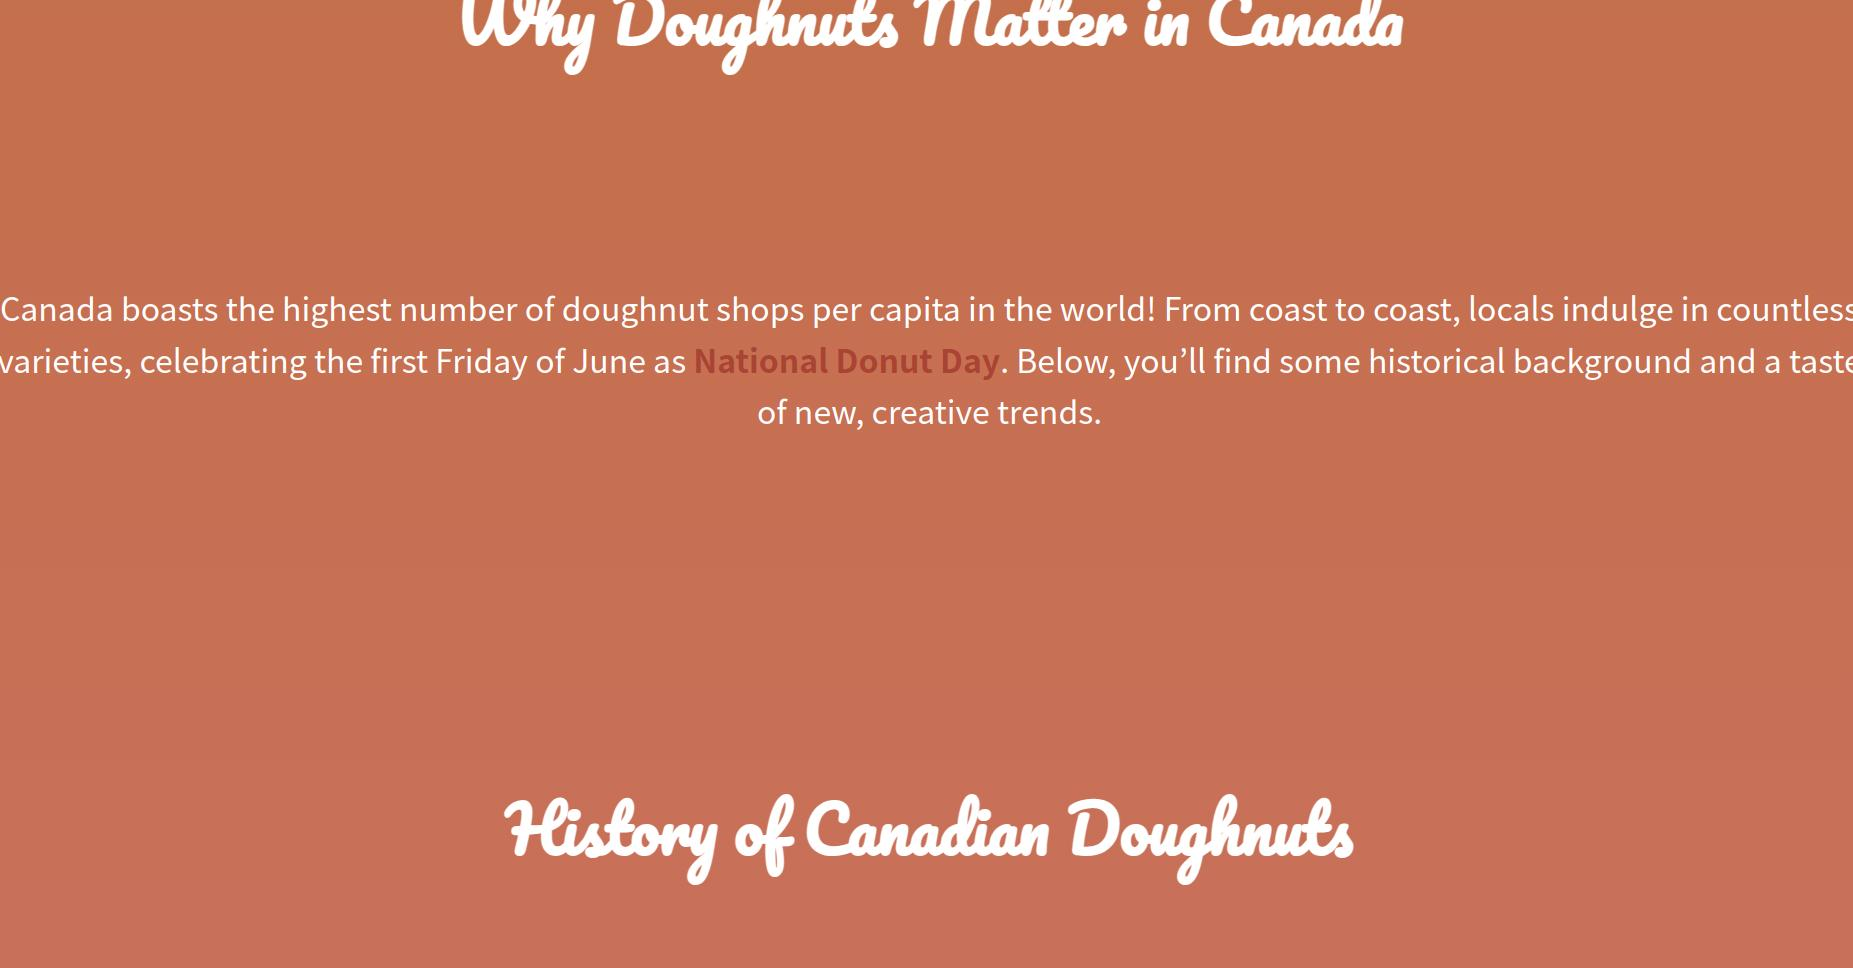 Why Doughnuts Matter in Canada
Canada boasts the highest number of doughnut shops per capita in the world! From coast to coast, locals indulge in countless
varieties, celebrating the first Friday of June as National Donut Day. Below, you’ll find some historical background and a taste
of new, creative trends.
History of Canadian Doughnuts